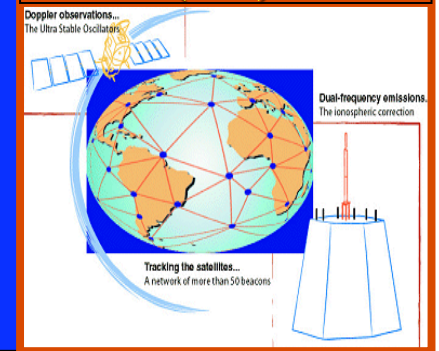 Doppler observations...
The Ultra Stable Oscillators
Dual-frequency emissions.
The ionospheric correction
Tracking the satellites...
A network of more than 50 beacons